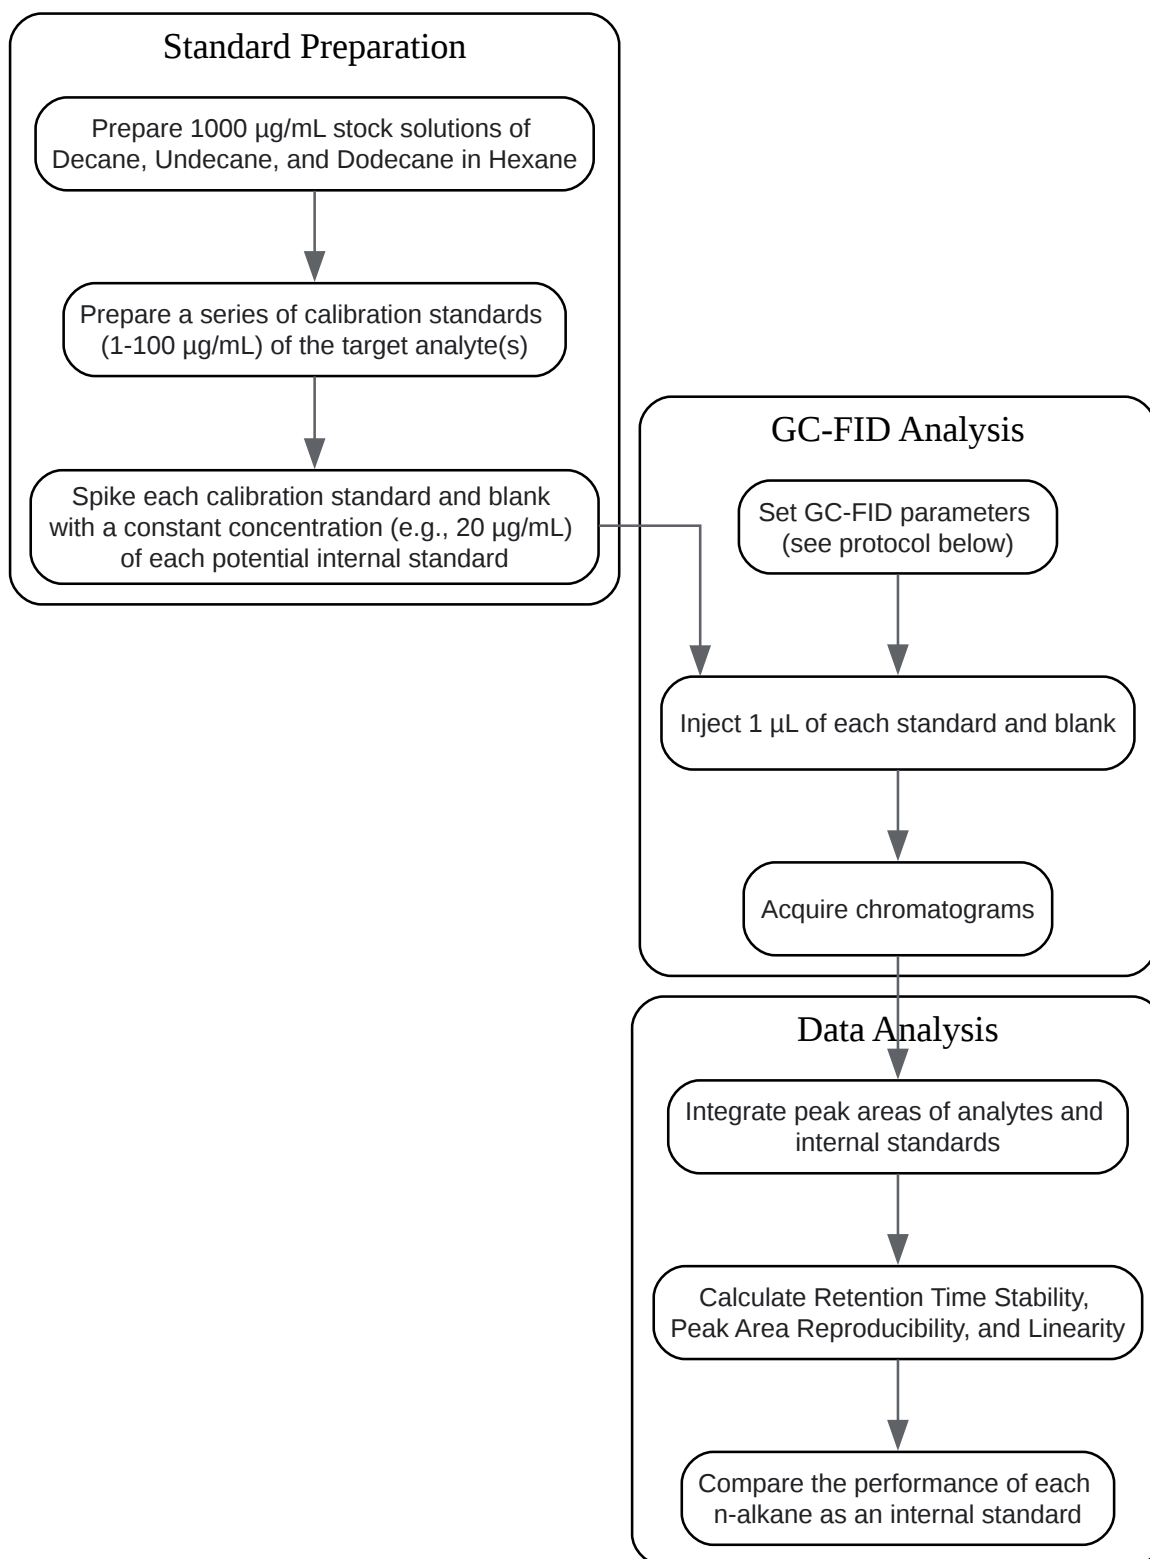 Standard Preparation
Prepare 1000 µg/mL stock solutions of
Decane, Undecane, and Dodecane in Hexane
Prepare a series of calibration standards
(1-100 µg/mL) of the target analyte(s)
Spike each calibration standard and blank
with a constant concentration (e.g., 20 µg/mL)
of each potential internal standard
GC-FID Analysis
Set GC-FID parameters
(see protocol below)
Inject 1 µL of each standard and blank
Acquire chromatograms
Data Analysis
Integrate peak areas of analytes and
internal standards
Calculate Retention Time Stability,
Peak Area Reproducibility, and Linearity
Compare the performance of each
n-alkane as an internal standard